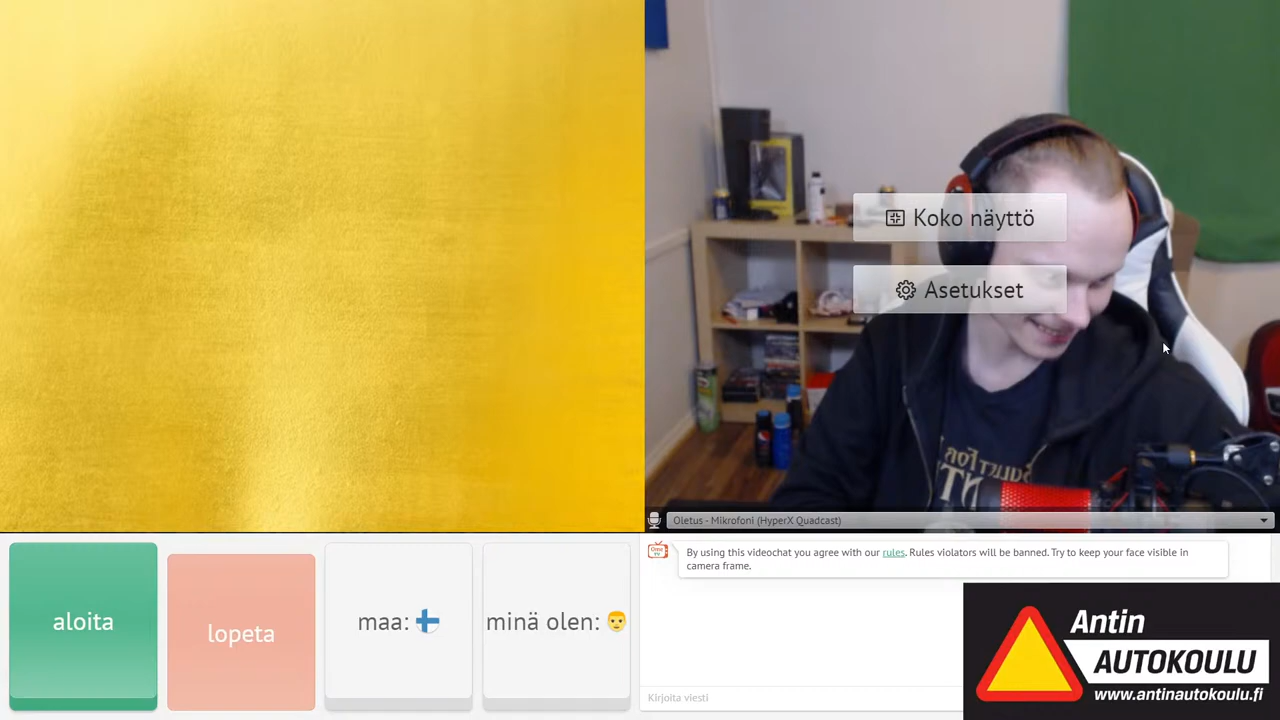 Koko näyttö
Asetukset
Oletus - Mikrofoni (HyperX Quadcast)
aloita
lopeta
maa:
minä olen:
By using this videochat you agree with our rules. Rules violators will be banned. Try to keep your face visible in
camera frame.
Kirjoita viesti
Antin
AUTOKOULU
www.antinautokoulu.fi